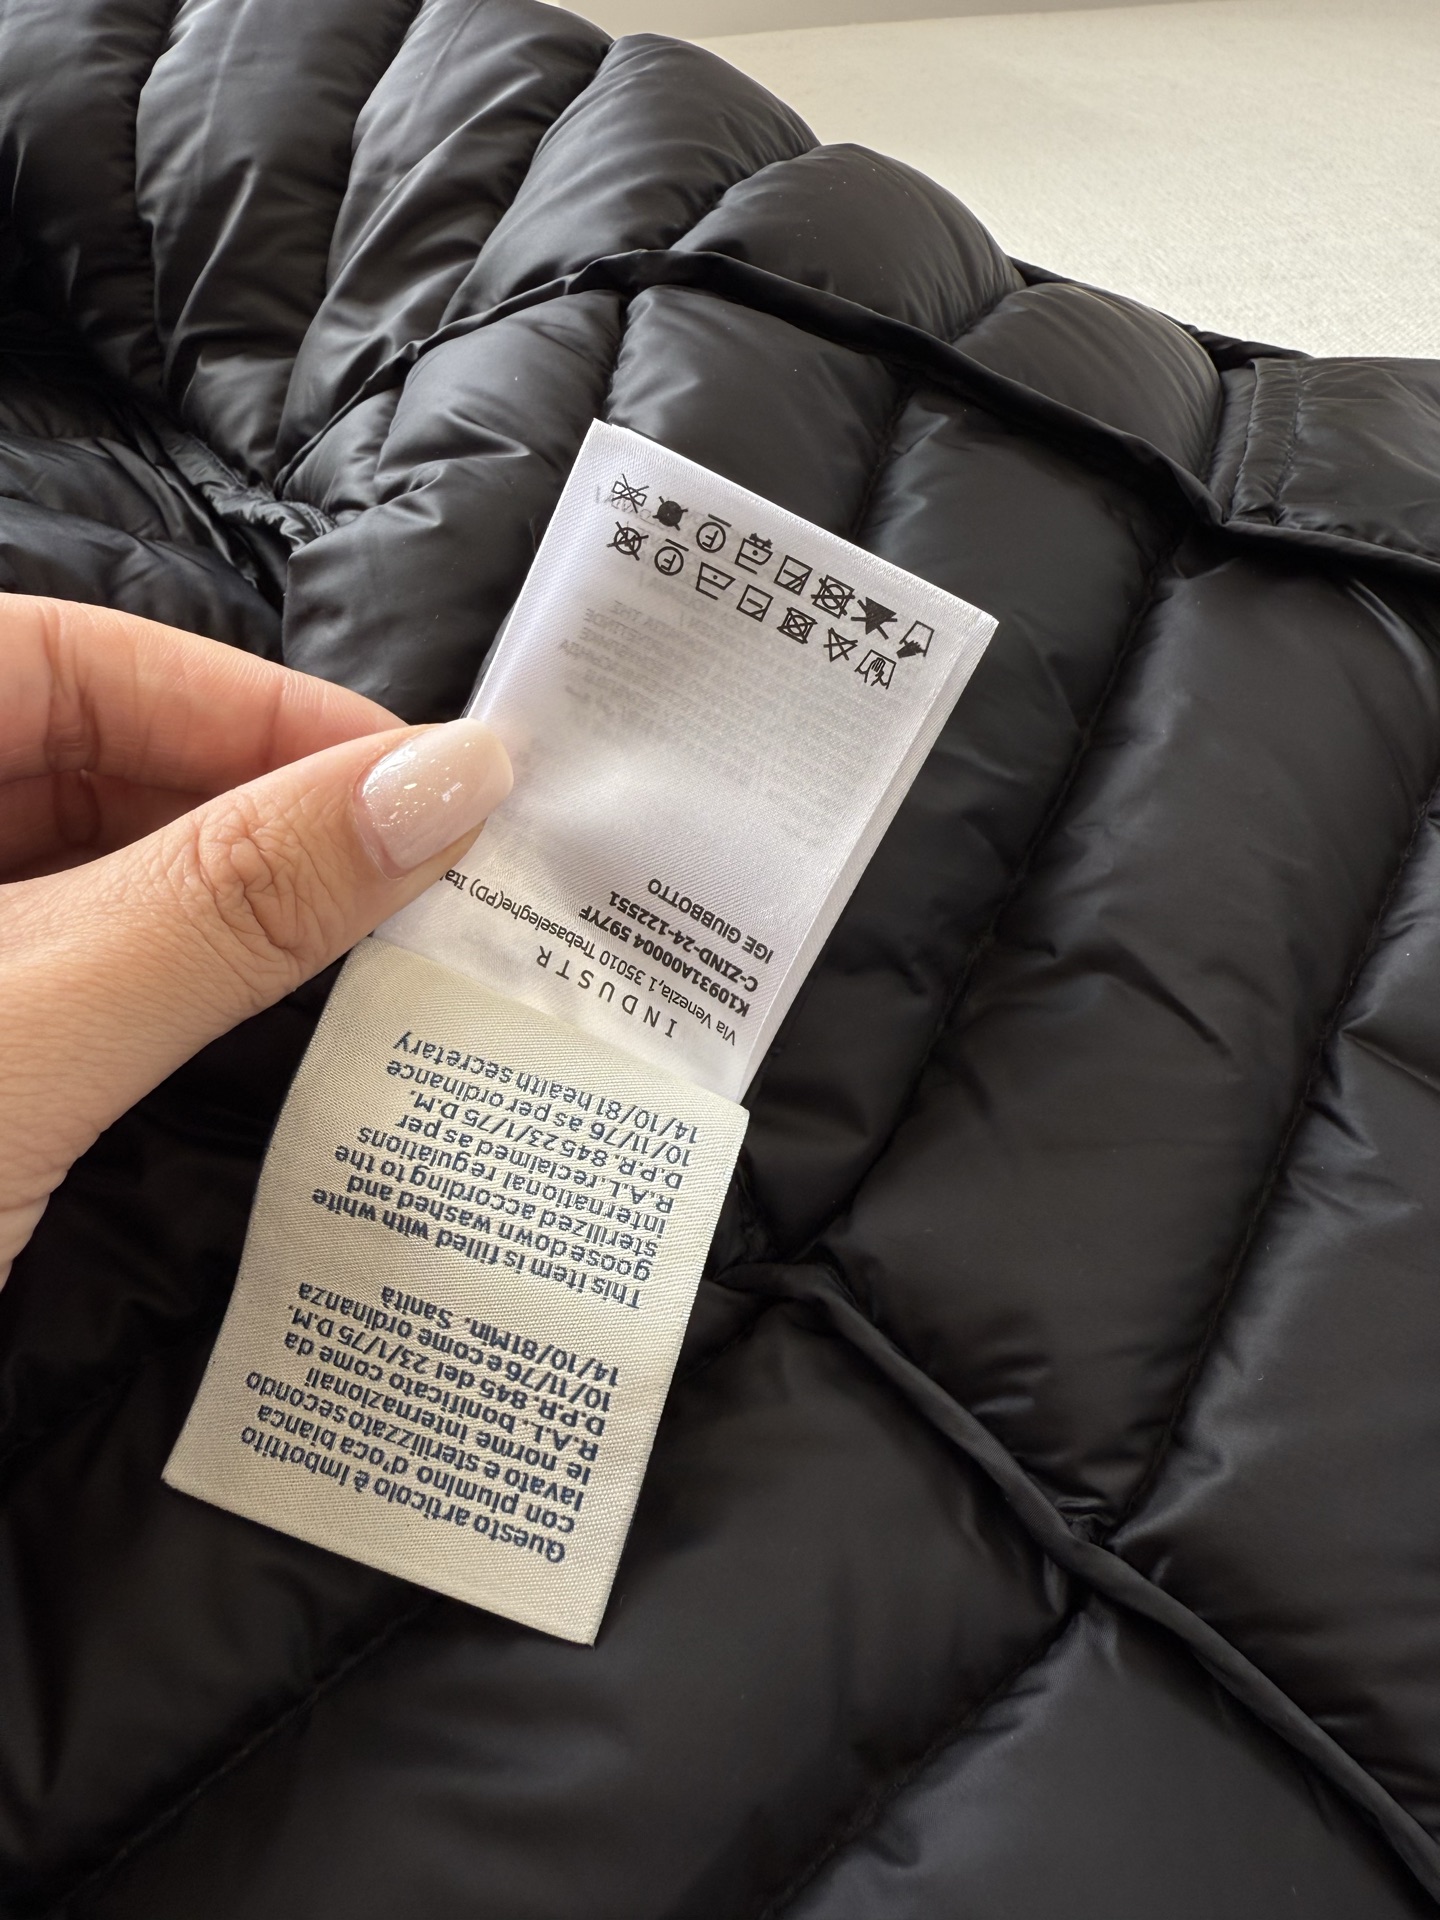 Questo articolo è imbottito
con piumino d'oca bianca
lavato e sterilizzato secondo
le norme internazionali
R.A.L. bonificato come da
D.P.R. 845 del 23/1/75 D.M.
10/11/76 e come ordinanza
14/10/81 Min. Sanità
This item is filled with white
goose down washed and
sterilized according to the
international regulations
R.A.L. reclaimed as per
D.P.R. 845 23/1/75 D.M.
10/11/76 as per ordinance
14/10/81 health secretary
INDUSTR
Via Venezia,1 35010 Trebaseleghe(PD)
K10931A00004 597YF
C-ZIND-24-122551
IGE GIUBBOTTO